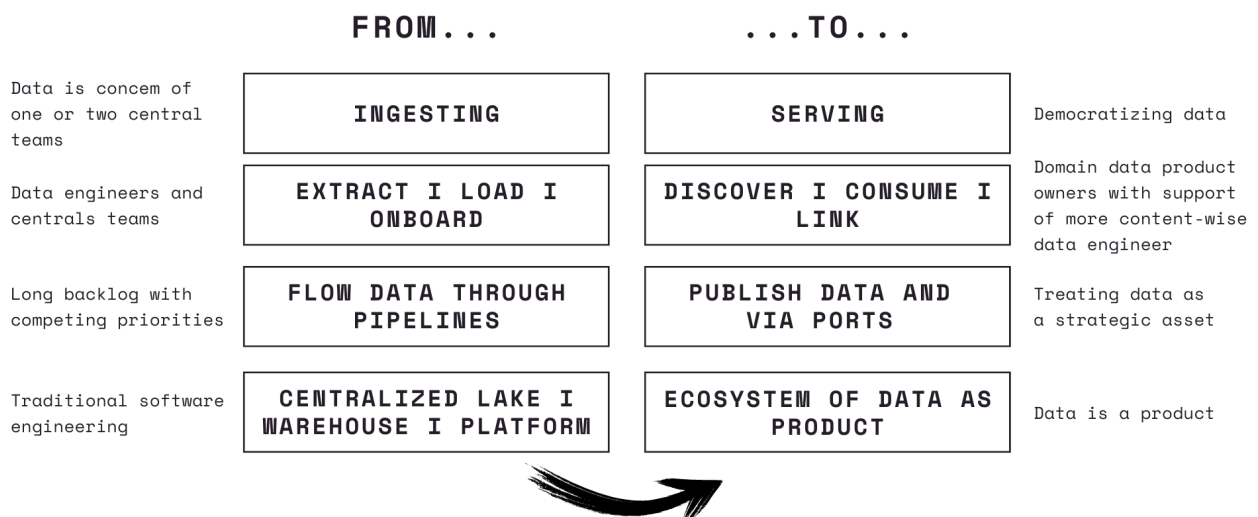 FROM...
...TO...
Data is concem of
one or two central
teams
INGESTING
SERVING
Democratizing data
Data engineers and
centrals teams
EXTRACT I LOAD I
ONBOARD
DISCOVER I CONSUME I
LINK
Domain data product
owners with support
of more content-wise
data engineer
Long backlog with
competing priorities
FLOW DATA THROUGH
PIPELINES
PUBLISH DATA AND
VIA PORTS
Treating data as
a strategic asset
Traditional software
engineering
CENTRALIZED LAKE I
WAREHOUSE I PLATFORM
ECOSYSTEM OF DATA AS
PRODUCT
Data is a product